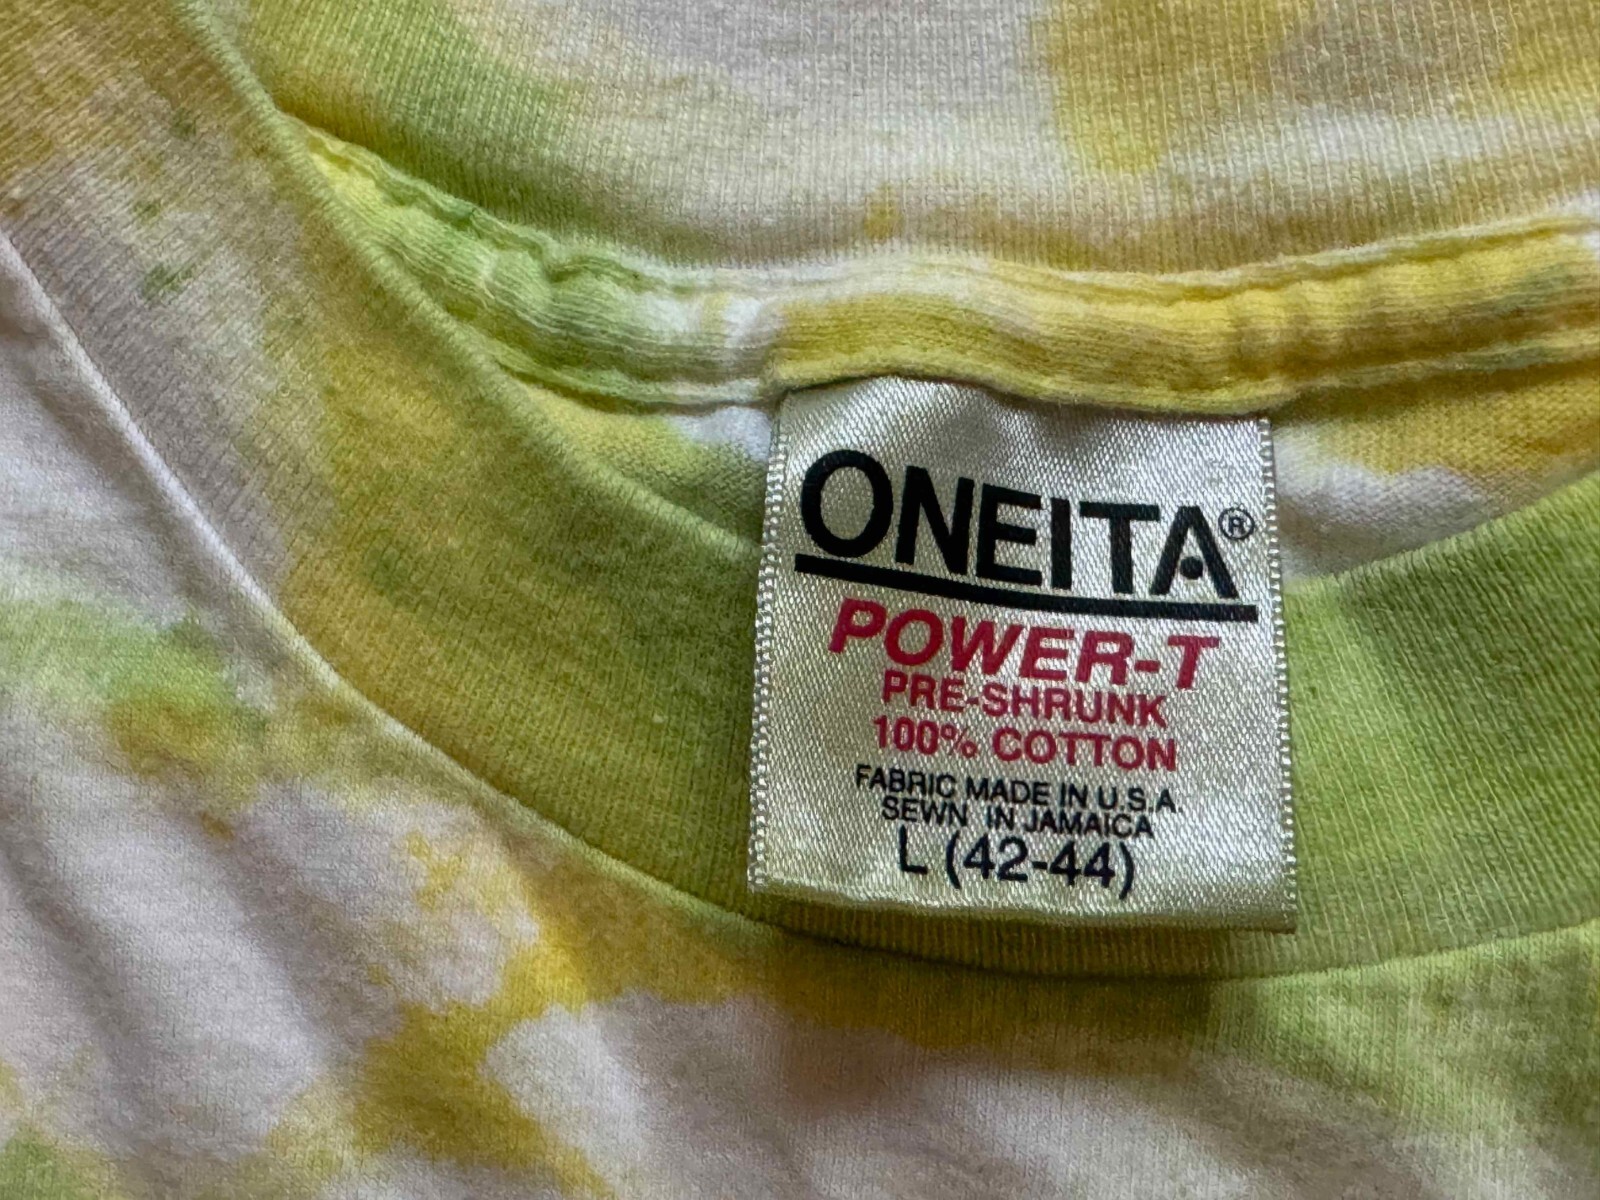 ONEITA®
POWER-T
PRE-SHRUNK
100% COTTON
FABRIC MADE IN U.S.A.
SEWN IN JAMAICA
L (42-44)